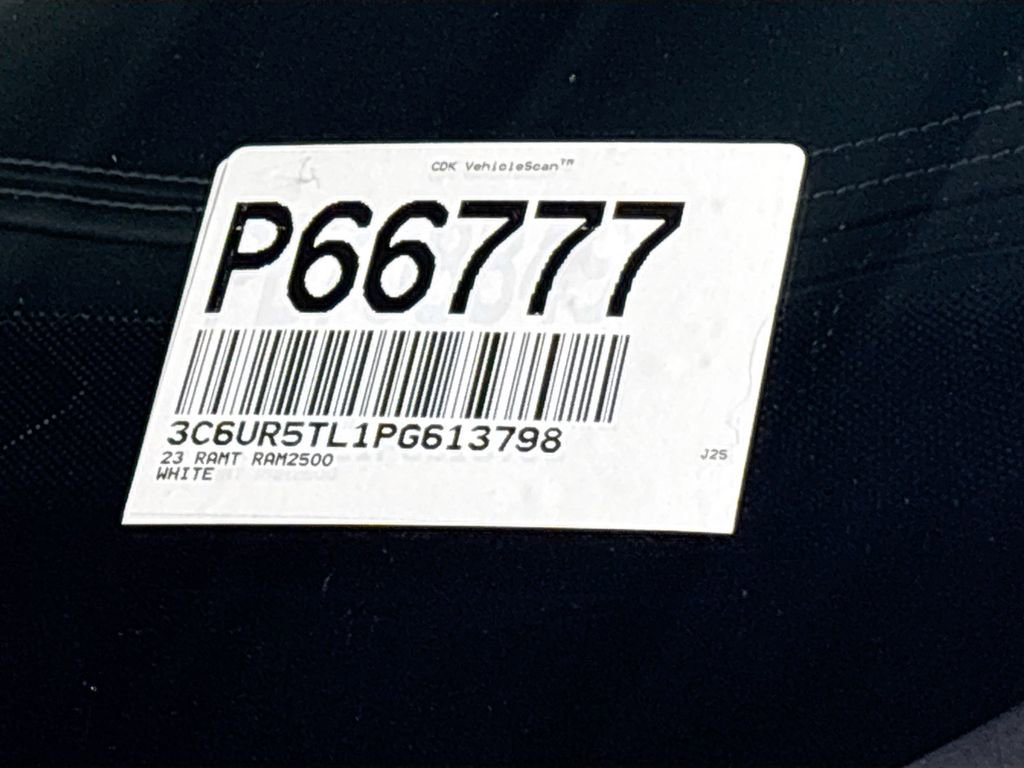 CDK VehicleScan™
P66777
3C6UR5TL1PG613798
23 RAMT RAM2500
WHITE
J25